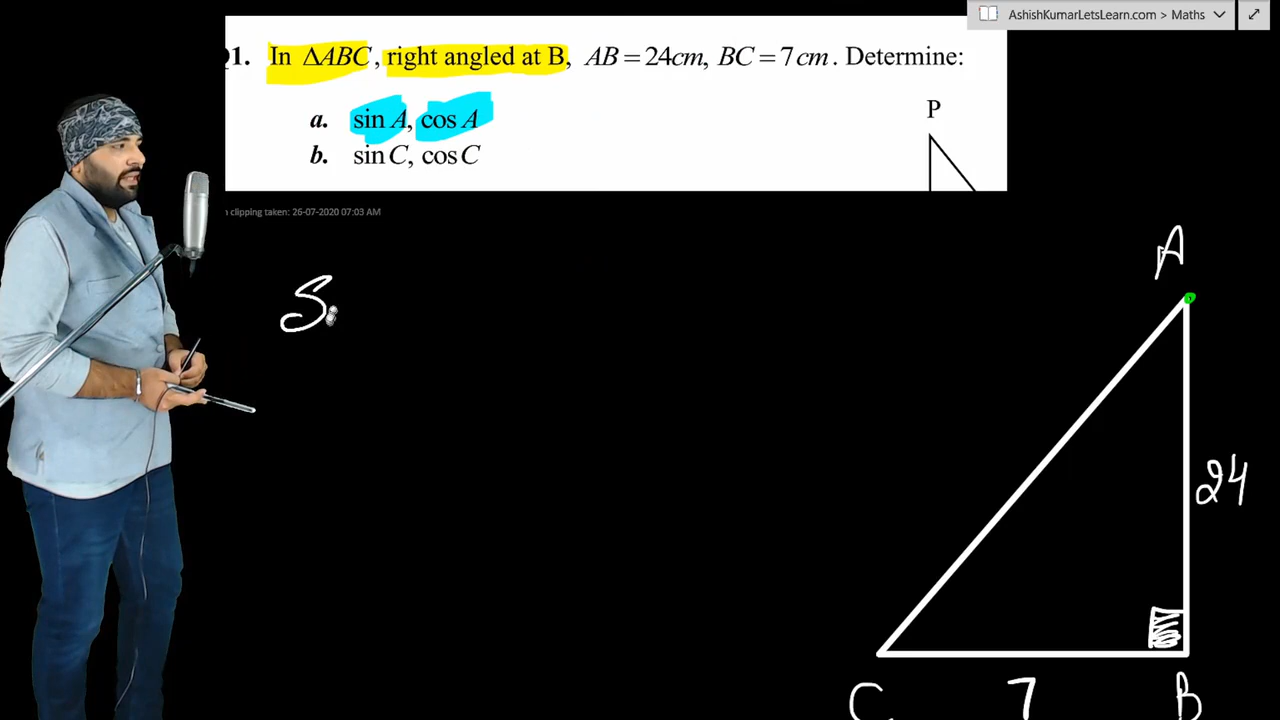 AshishKumarLetsLearn.com > Maths
Q1. In ΔABC, right angled at B, AB = 24cm, BC = 7cm. Determine:
a. sin A, cos A
b. sin C, cos C
P
clipping taken: 26-07-2020 07:03 AM
A
S
24
C 7 B